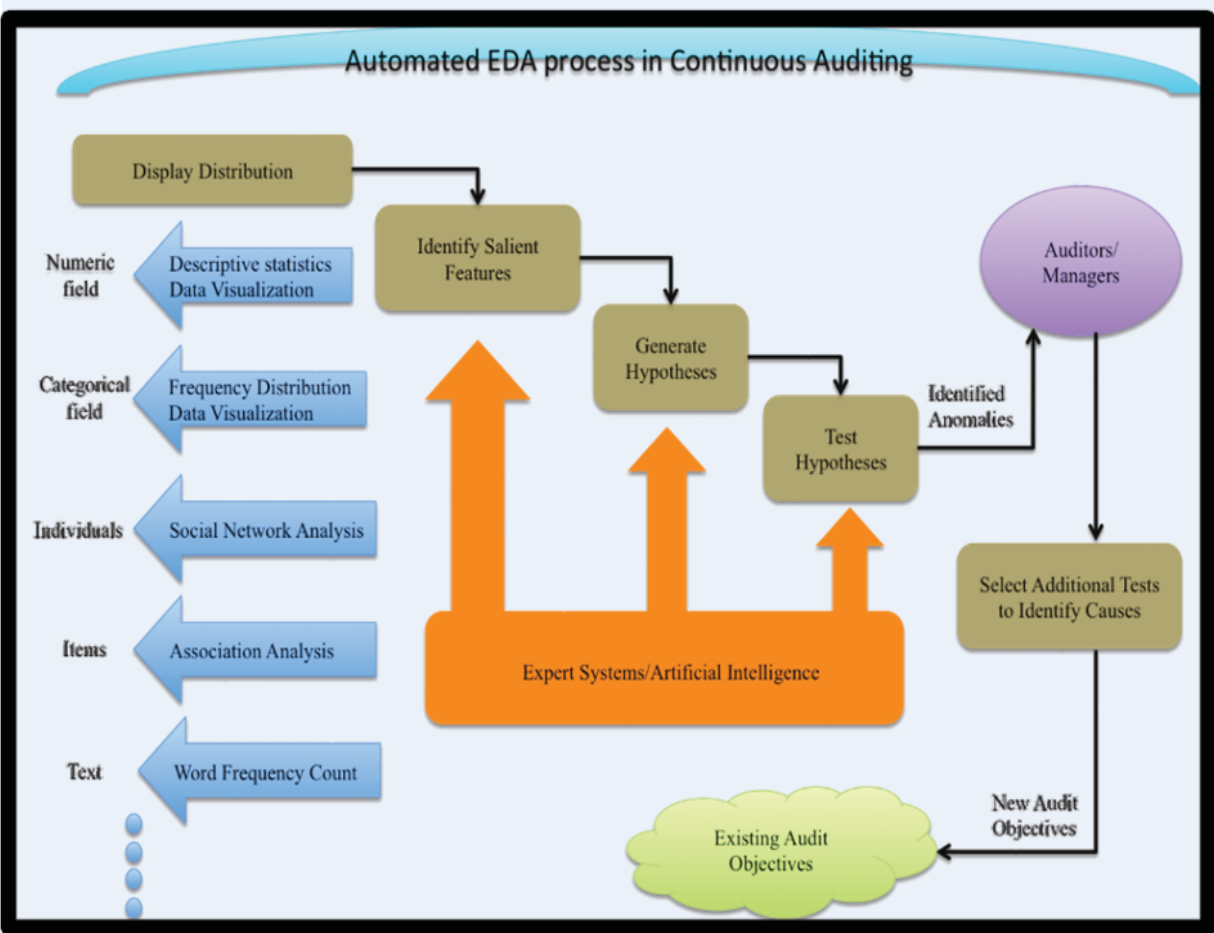 Automated EDA process in Continuous Auditing
Display Distribution
Numeric
field
Descriptive statistics
Data Visualization
Categorical
field
Frequency Distribution
Data Visualization
Individuals
Social Network Analysis
Items
Association Analysis
Text
Word Frequency Count
Identify Salient
Features
Generate
Hypotheses
Test
Hypotheses
Expert Systems/Artificial Intelligence
Identified
Anomalies
Auditors/
Managers
Select Additional Tests
to Identify Causes
New Audit
Objectives
Existing Audit
Objectives